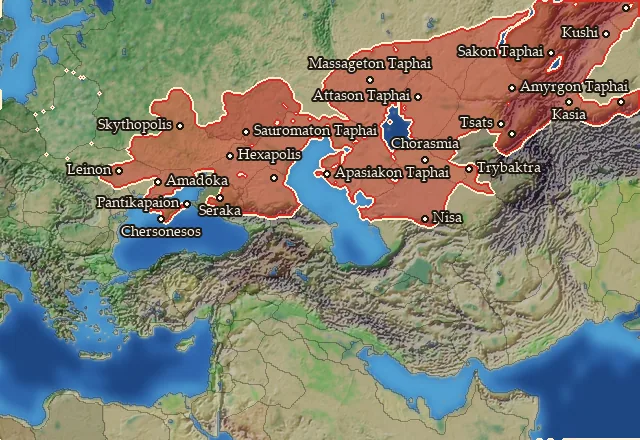 Kushi
Sakon Taphai
Massageton Taphai
Amyrgon Taphai
Attason Taphai
Kasia
Tsats
Skythopolis
Sauromaton Taphai
Chorasmia
Hexapolis
Leinon
Trybaktra
Apasiakon Taphai
Amadoka
Pantikapaion
Seraka
Nisa
Chersonesos